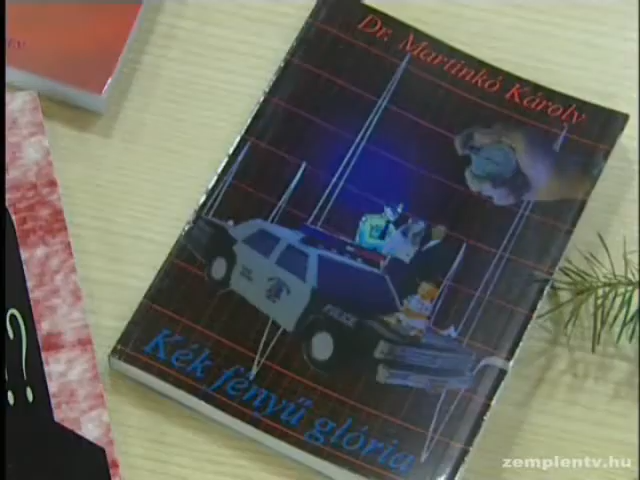 Dr. Martinkó Károly
POLICE
Kék fényű glória
??
zemplentv.hu